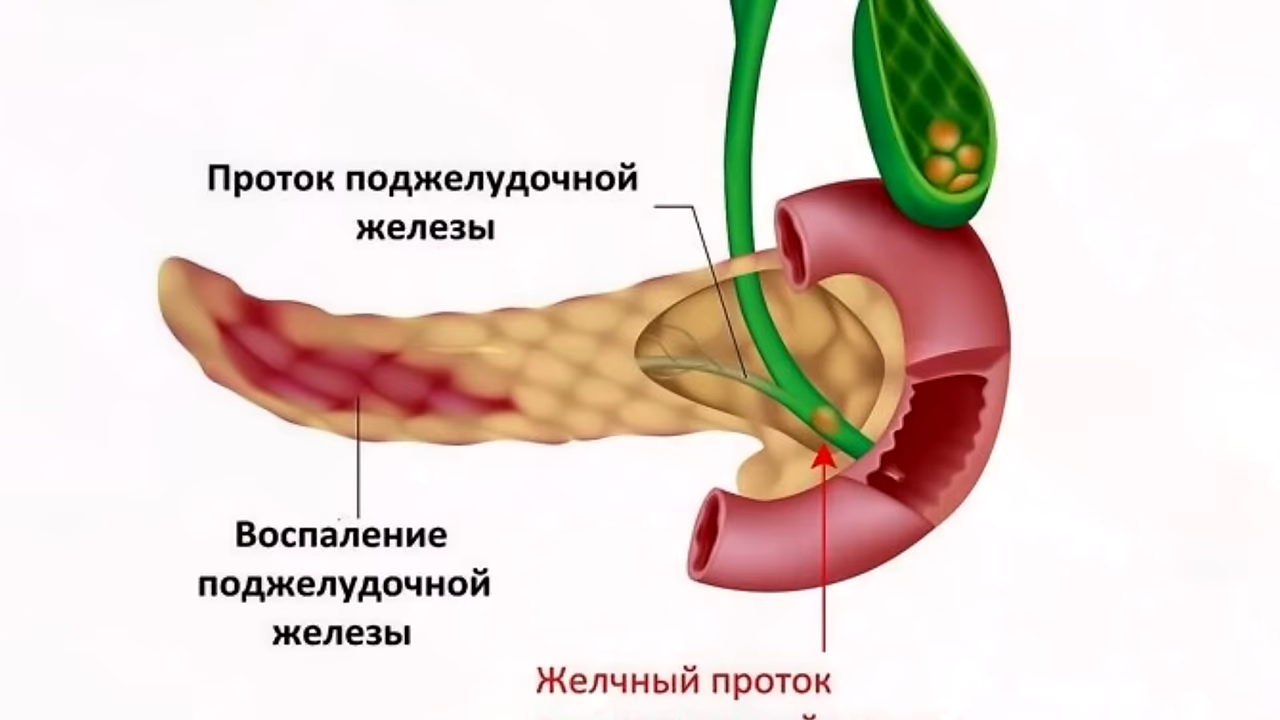 Проток поджелудочной
железы
Воспаление
поджелудочной
железы
Желчный проток